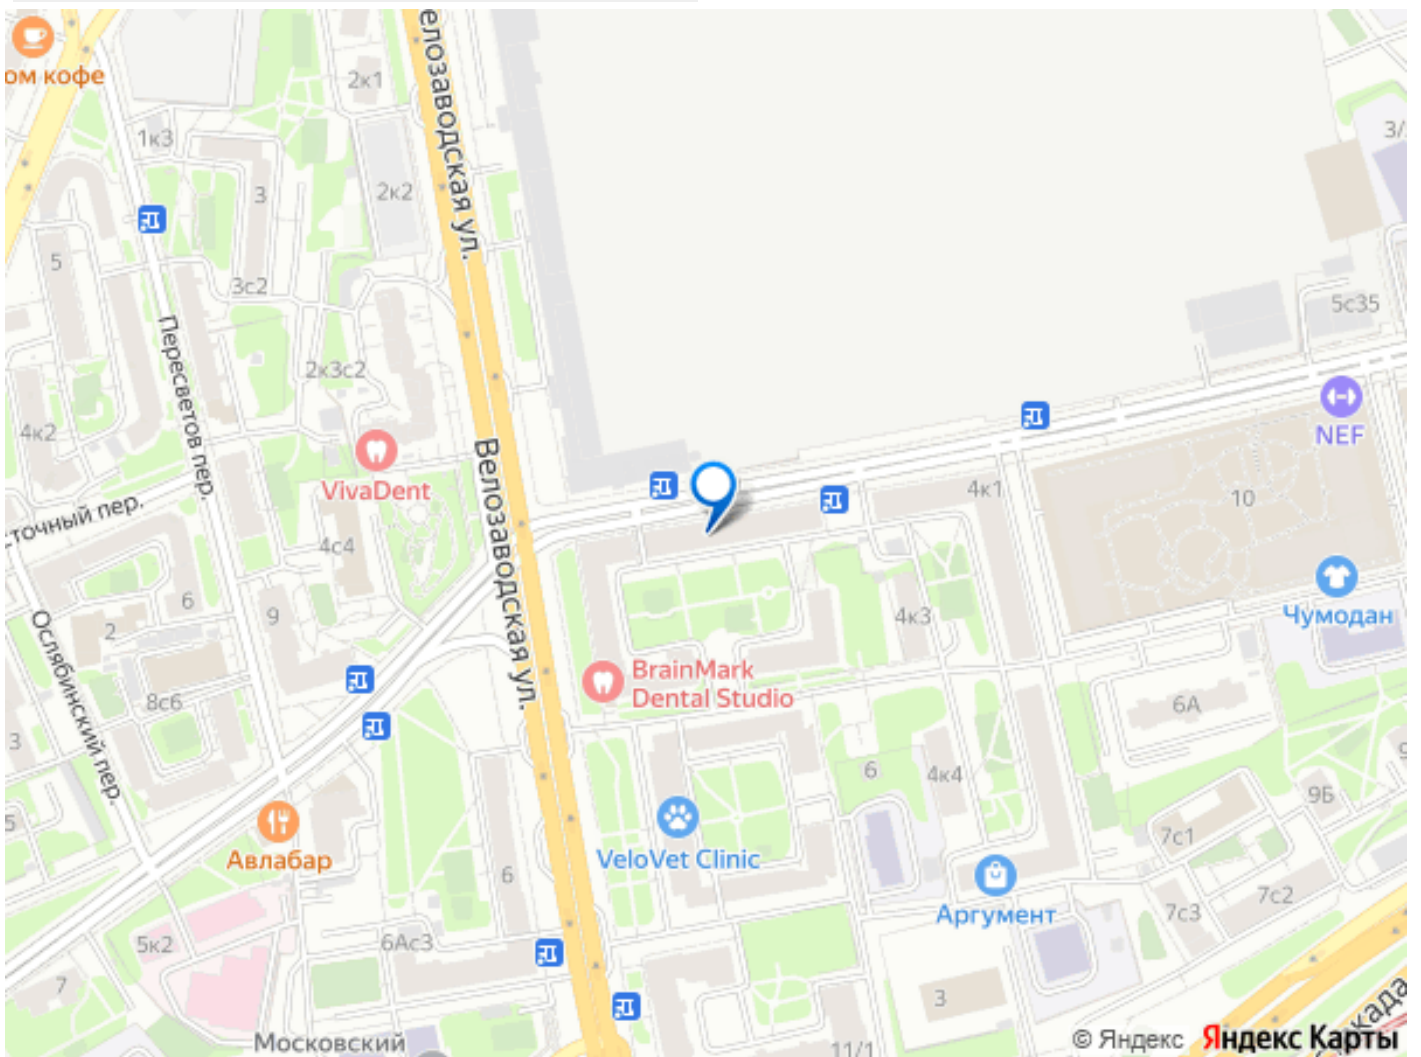 ом кофе
2к1
елозаводская ул.
1к3
3
2к2
3/
5
3с2
5с35
Пересветов пер.
2к3с2
4к2
NEF
VivaDent
Велозаводская ул.
4к1
10
точный пер.
4с4
Чумодан
6
9
4к3
2
Ослябинский пер.
BrainMark
Dental Studio
8с6
6А
3
6
4к4
9
9Б
5
7с1
Авлабар
VeloVet Clinic
6
7с2
Аргумент
7с3
5к2
6Ас3
7
3
када
Московский
11/1
© Яндекс Яндекс Карты